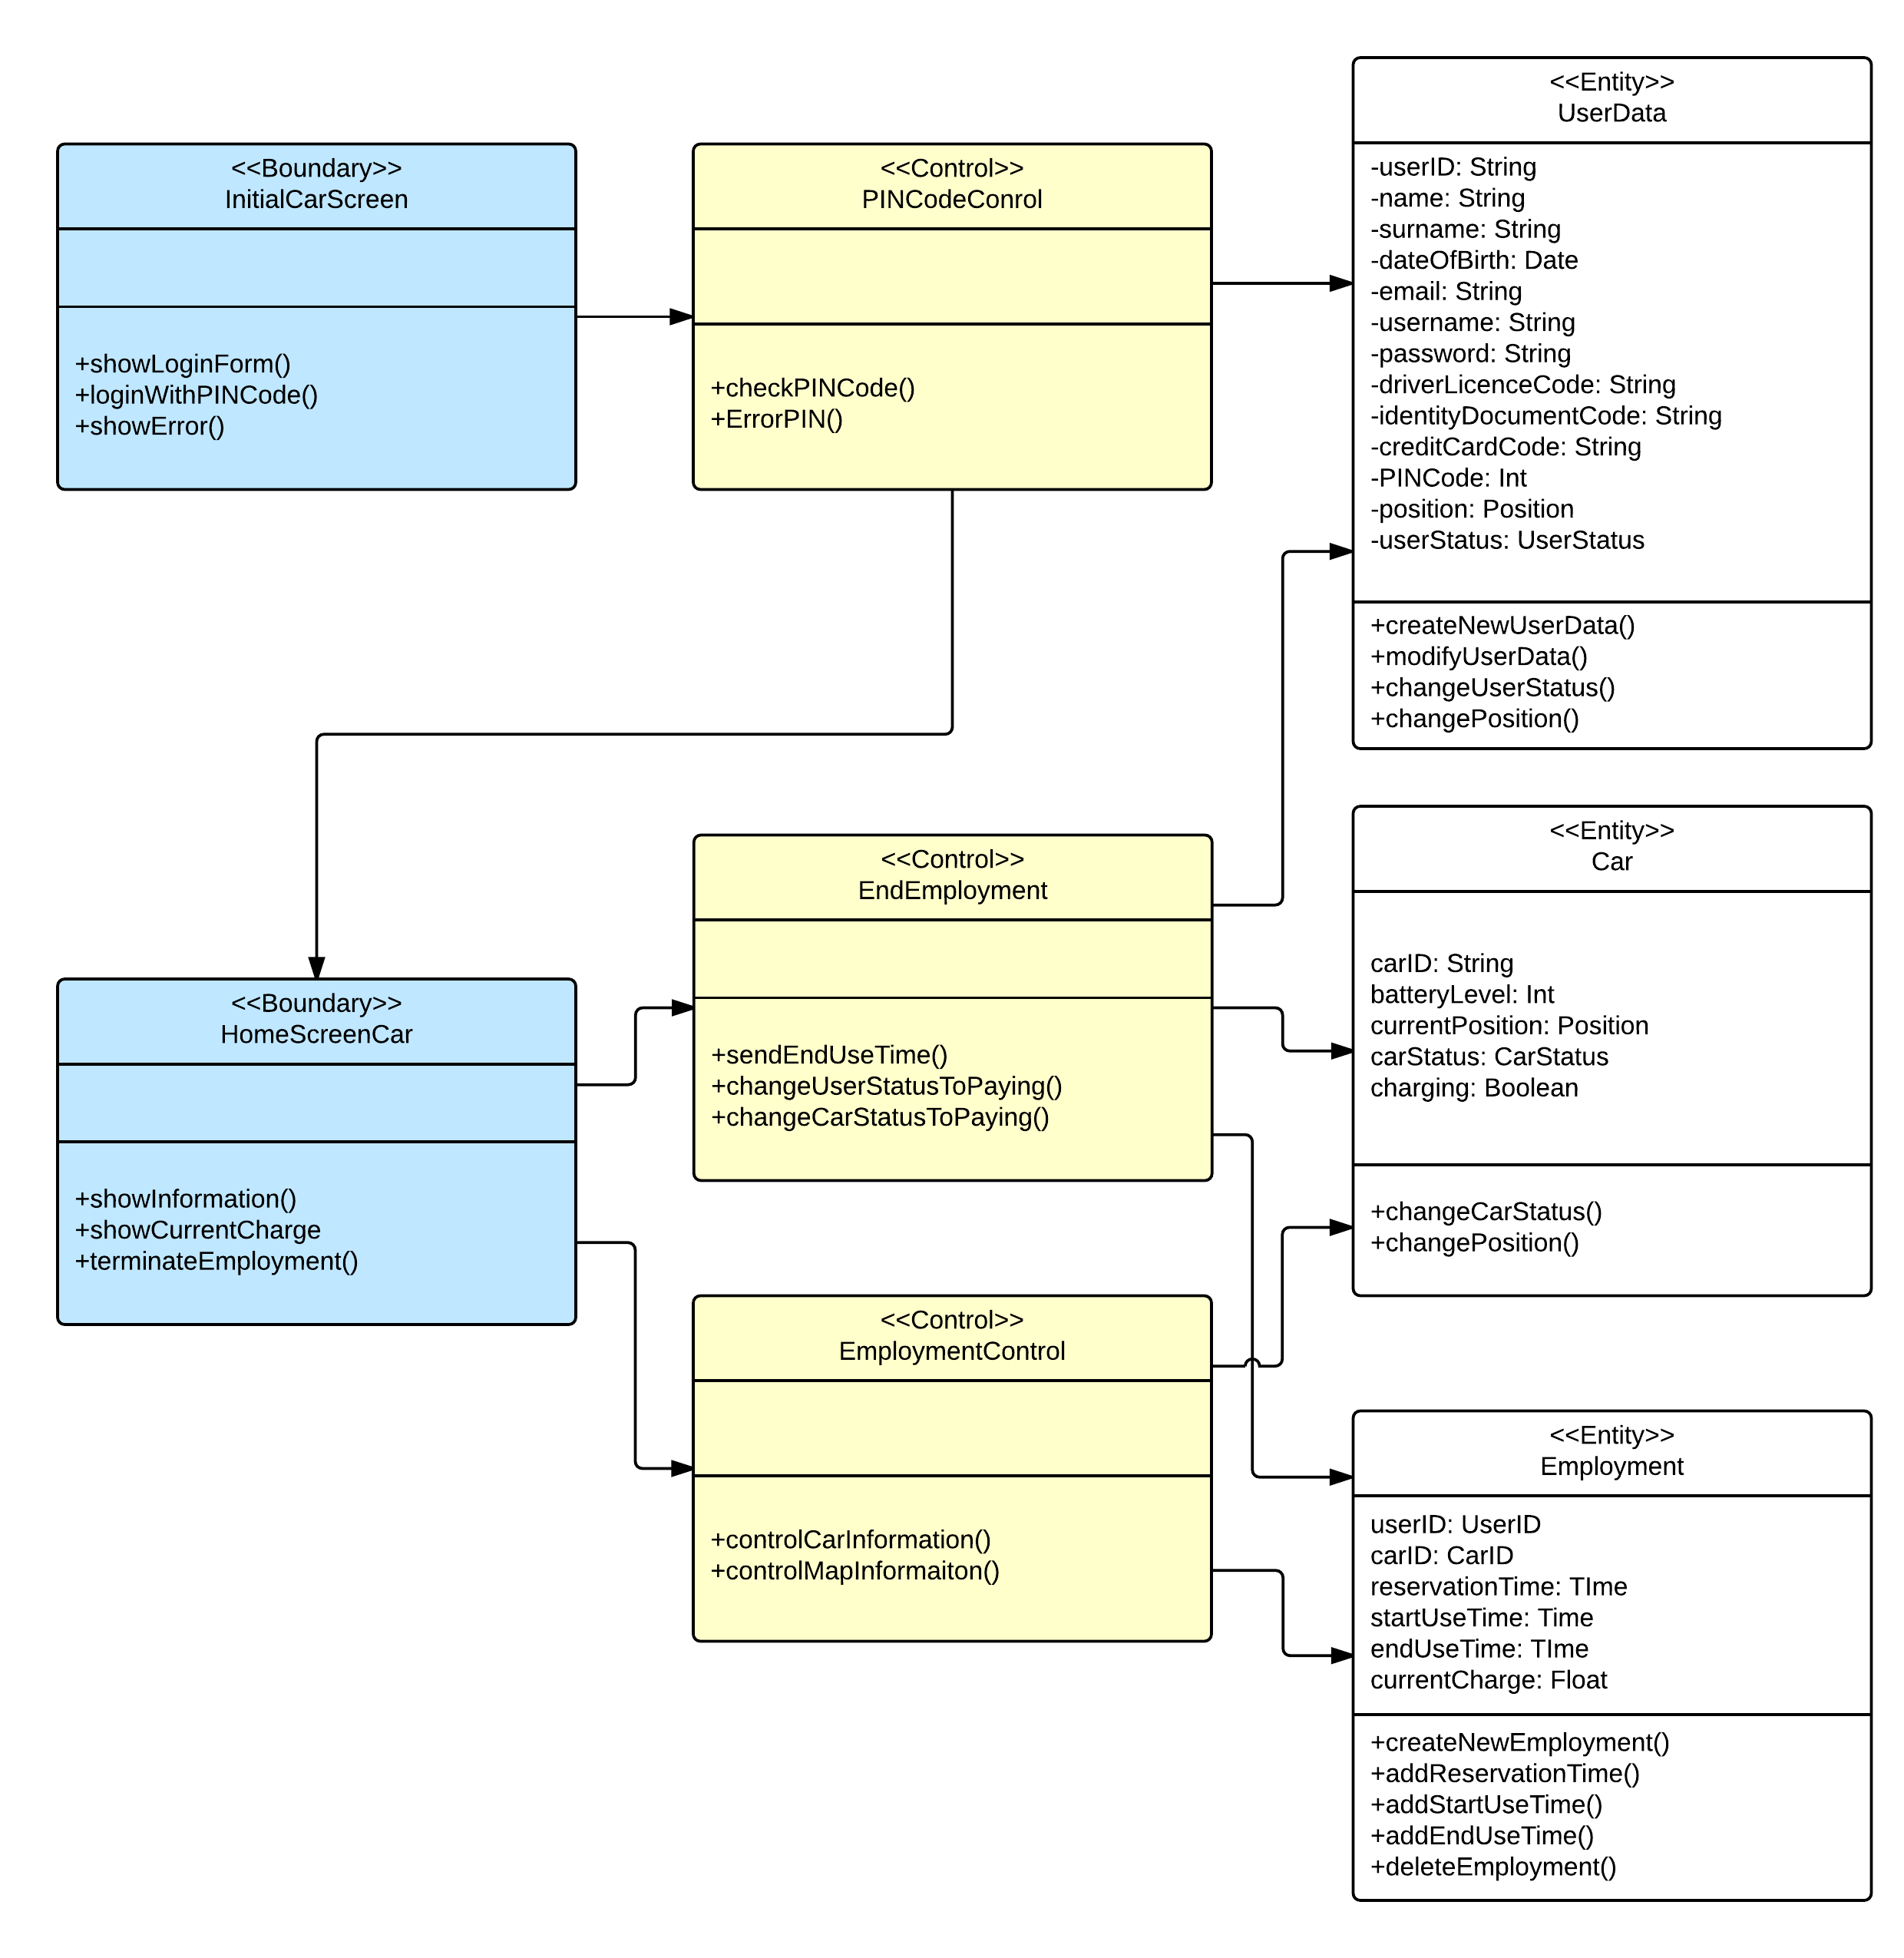 <<Boundary>>
InitialCarScreen
+showLoginForm()
+loginWithPINCode()
+showError()
<<Control>>
PINCodeConrol
+checkPINCode()
+ErrorPIN()
<<Entity>>
UserData
-userID: String
-name: String
-surname: String
-dateOfBirth: Date
-email: String
-username: String
-password: String
-driverLicenceCode: String
-identityDocumentCode: String
-creditCardCode: String
-PINCode: Int
-position: Position
-userStatus: UserStatus
+createNewUserData()
+modifyUserData()
+changeUserStatus()
+changePosition()
<<Boundary>>
HomeScreenCar
+showInformation()
+showCurrentCharge
+terminateEmployment()
<<Control>>
EndEmployment
+sendEndUseTime()
+changeUserStatusToPaying()
+changeCarStatusToPaying()
<<Entity>>
Car
carID: String
batteryLevel: Int
currentPosition: Position
carStatus: CarStatus
charging: Boolean
+changeCarStatus()
+changePosition()
<<Control>>
EmploymentControl
+controlCarInformation()
+controlMapInformaiton()
<<Entity>>
Employment
userID: UserID
carID: CarID
reservationTime: TIme
startUseTime: Time
endUseTime: TIme
currentCharge: Float
+createNewEmployment()
+addReservationTime()
+addStartUseTime()
+addEndUseTime()
+deleteEmployment()